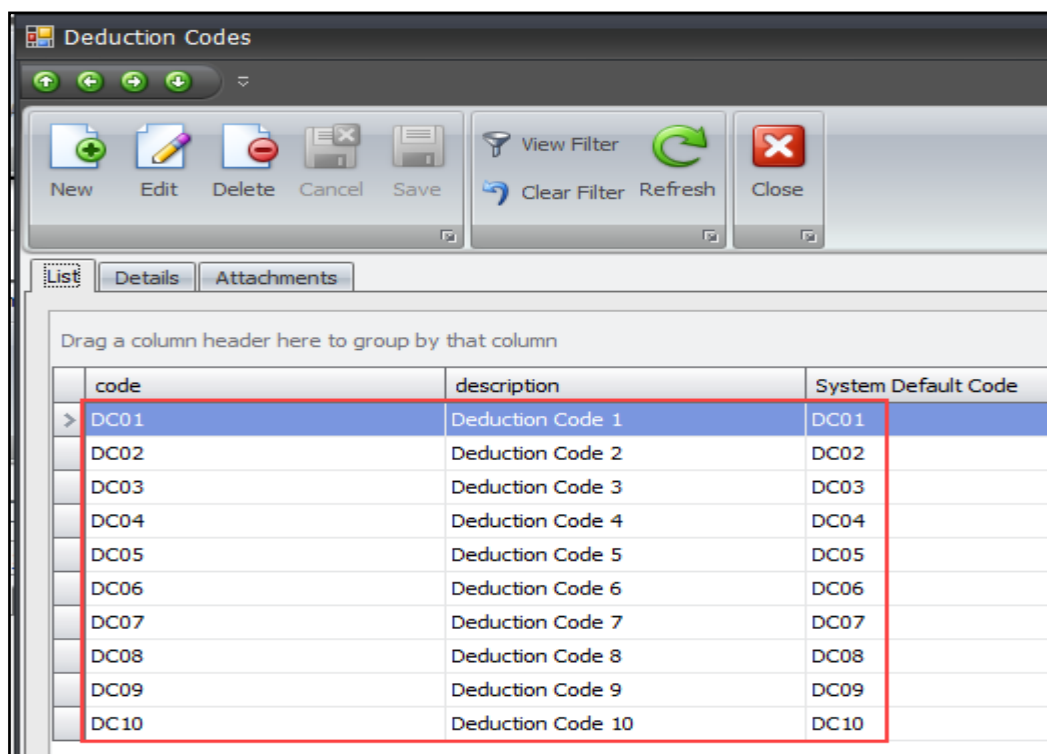 Deduction Codes
New Edit Delete Cancel Save View Filter Clear Filter Refresh Close
List Details Attachments
Drag a column header here to group by that column
code description System Default Code
DC01 Deduction Code 1 DC01
DC02 Deduction Code 2 DC02
DC03 Deduction Code 3 DC03
DC04 Deduction Code 4 DC04
DC05 Deduction Code 5 DC05
DC06 Deduction Code 6 DC06
DC07 Deduction Code 7 DC07
DC08 Deduction Code 8 DC08
DC09 Deduction Code 9 DC09
DC10 Deduction Code 10 DC10